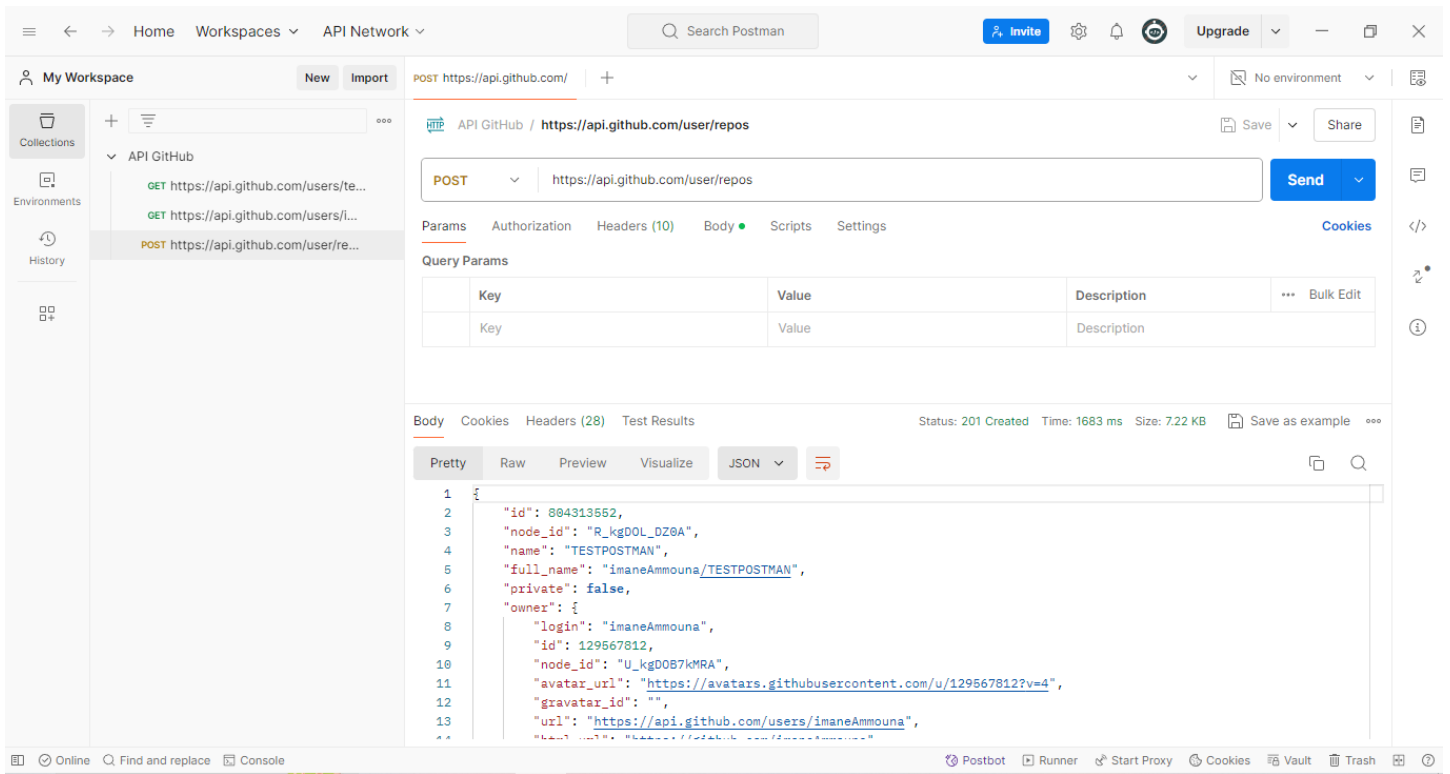 Home Workspaces API Network Search Postman Invite Upgrade
My Workspace New Import POST https://api.github.com/ No environment
Collections
Environments
History
API GitHub
GET https://api.github.com/users/te...
GET https://api.github.com/users/i...
POST https://api.github.com/user/re...
HTTP API GitHub / https://api.github.com/user/repos Save Share
POST https://api.github.com/user/repos Send
Params Authorization Headers (10) Body Scripts Settings Cookies
Query Params
Key Value Description Bulk Edit
Key Value Description
Body Cookies Headers (28) Test Results Status: 201 Created Time: 1683 ms Size: 7.22 KB Save as example
Pretty Raw Preview Visualize JSON
1 {
2 "id": 804313552,
3 "node_id": "R_kgDOL_DZ0A",
4 "name": "TESTPOSTMAN",
5 "full_name": "imaneAmmouna/TESTPOSTMAN",
6 "private": false,
7 "owner": {
8 "login": "imaneAmmouna",
9 "id": 129567812,
10 "node_id": "U_kgDOB7kMRA",
11 "avatar_url": "https://avatars.githubusercontent.com/u/129567812?v=4",
12 "gravatar_id": "",
13 "url": "https://api.github.com/users/imaneAmmouna",
14 "html_url": "https://github.com/imaneAmmouna"
Online Find and replace Console Postbot Runner Start Proxy Cookies Vault Trash